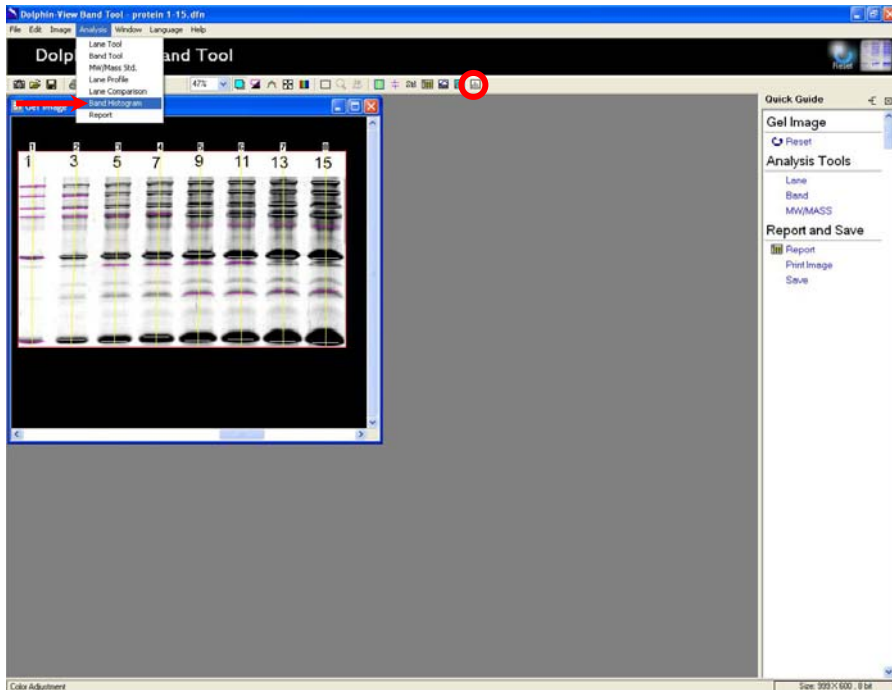 Dolphin-View Band Tool - protein 1-15.dfn
File Edit Image Analysis Window Language Help
Lane Tool
Band Tool
MW/Mass Std.
Lane Profile
Lane Comparison
Band Histogram
Report
Dolp and Tool
Reset
47%
Gel Image
1 2 3 4 5 6 7 8
1 3 5 7 9 11 13 15
Quick Guide
Gel Image
Reset
Analysis Tools
Lane
Band
MW/MASS
Report and Save
Report
Print Image
Save
Color Adjustment
Size: 999 X 600 , 8 bit